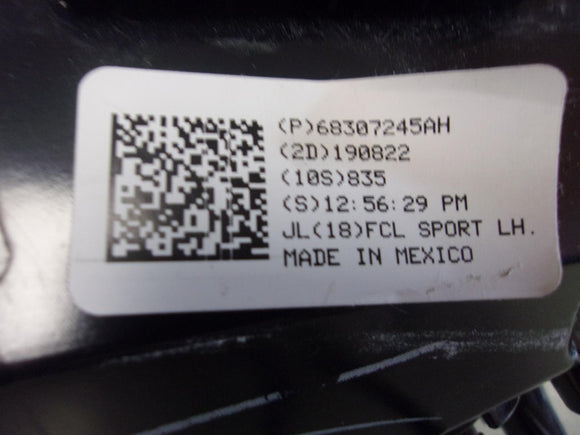 (P)68307245AH
(2D)190822
(10S)835
(S)12:56:29 PM
JL(18)FCL SPORT LH.
MADE IN MEXICO